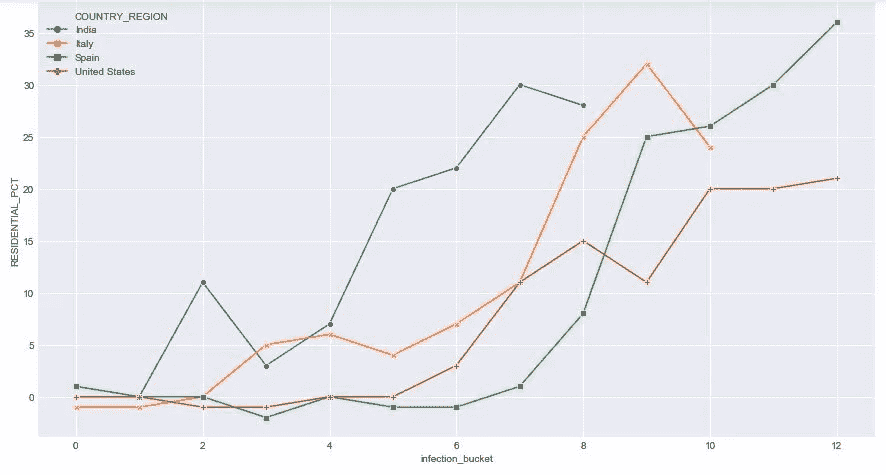 COUNTRY_REGION
India
Italy
Spain
United States
RESIDENTIAL_PCT
35
30
25
20
15
10
5
0
0 2 4 6 8 10 12
infection_bucket